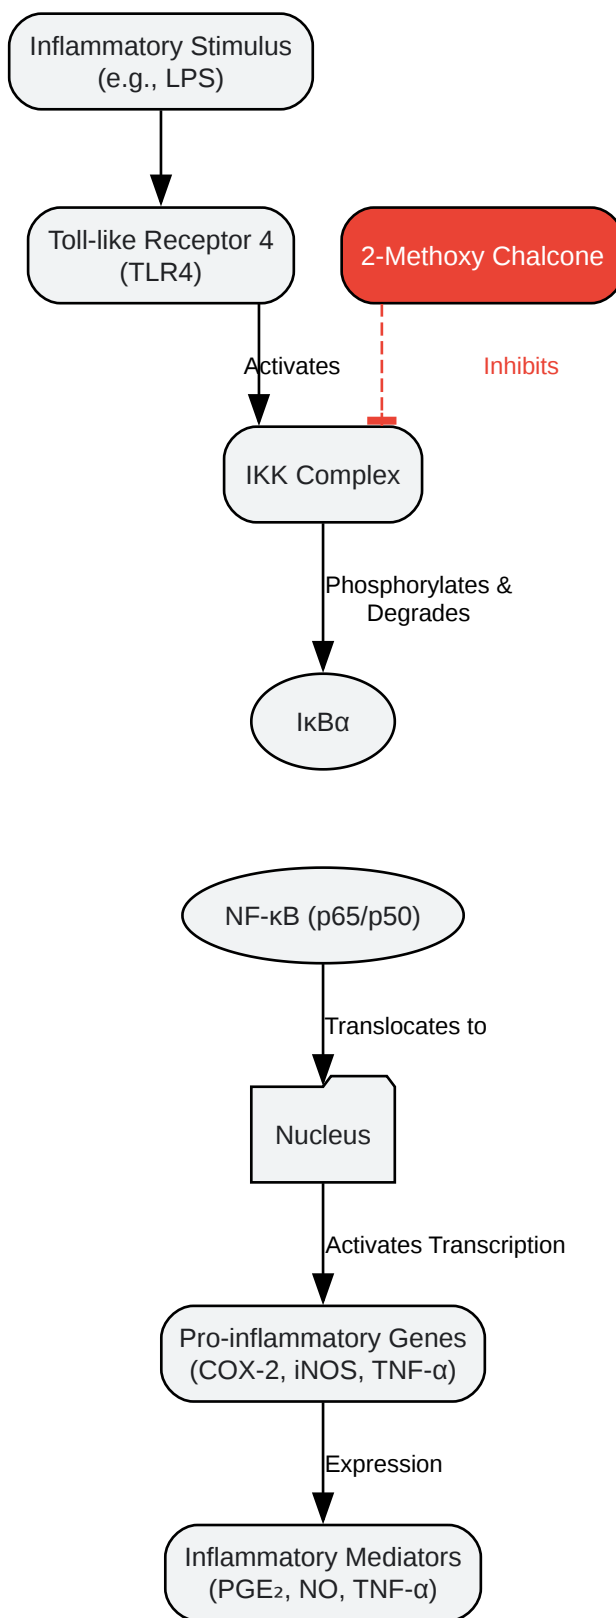 Inflammatory Stimulus
(e.g., LPS)
Toll-like Receptor 4
(TLR4)
2-Methoxy Chalcone
Activates
Inhibits
IKK Complex
Phosphorylates &
Degrades
IκBα
NF-κB (p65/p50)
Translocates to
Nucleus
Activates Transcription
Pro-inflammatory Genes
(COX-2, iNOS, TNF-α)
Expression
Inflammatory Mediators
(PGE₂, NO, TNF-α)